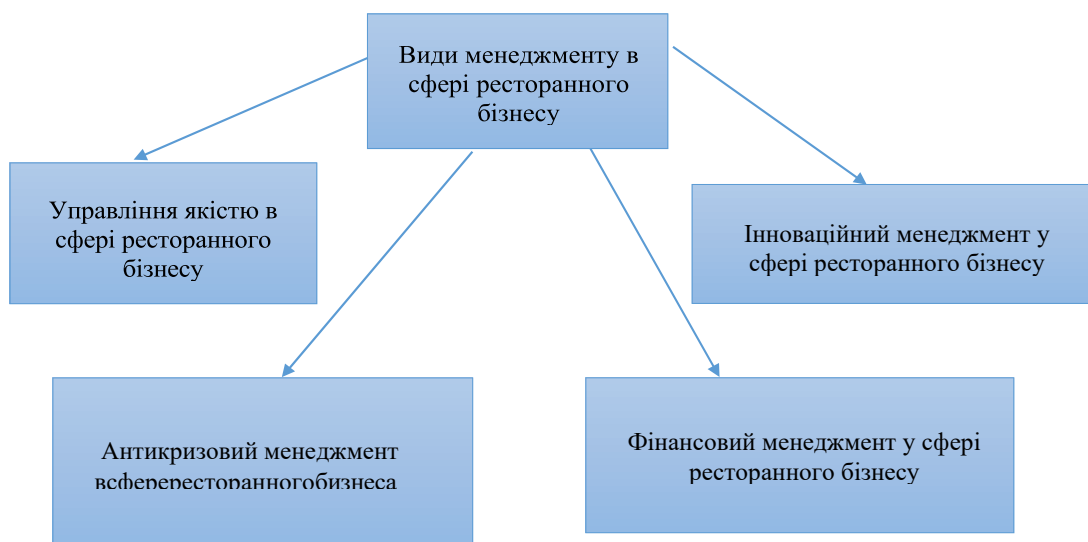 Види менеджменту в
сфері ресторанного
бізнесу
Управління якістю в
сфері ресторанного
бізнесу
Інноваційний менеджмент у
сфері ресторанного бізнесу
Антикризовий менеджмент
всфересторанногобизнеса
Фінансовий менеджмент у сфері
ресторанного бізнесу